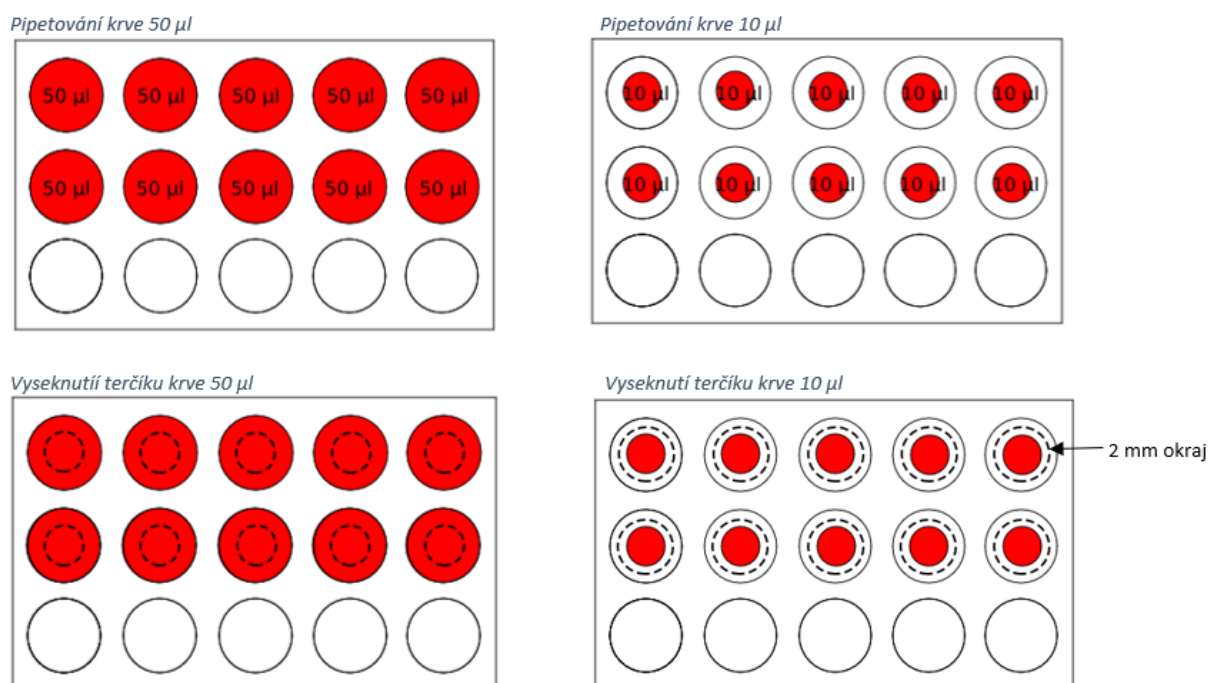 Pipetování krve 50 µl
50 µl 50 µl 50 µl 50 µl 50 µl
50 µl 50 µl 50 µl 50 µl 50 µl
Pipetování krve 10 µl
10 µl 10 µl 10 µl 10 µl 10 µl
10 µl 10 µl 10 µl 10 µl 10 µl
Vyseknutíí terčíku krve 50 µl
Vyseknutí terčíku krve 10 µl
2 mm okraj